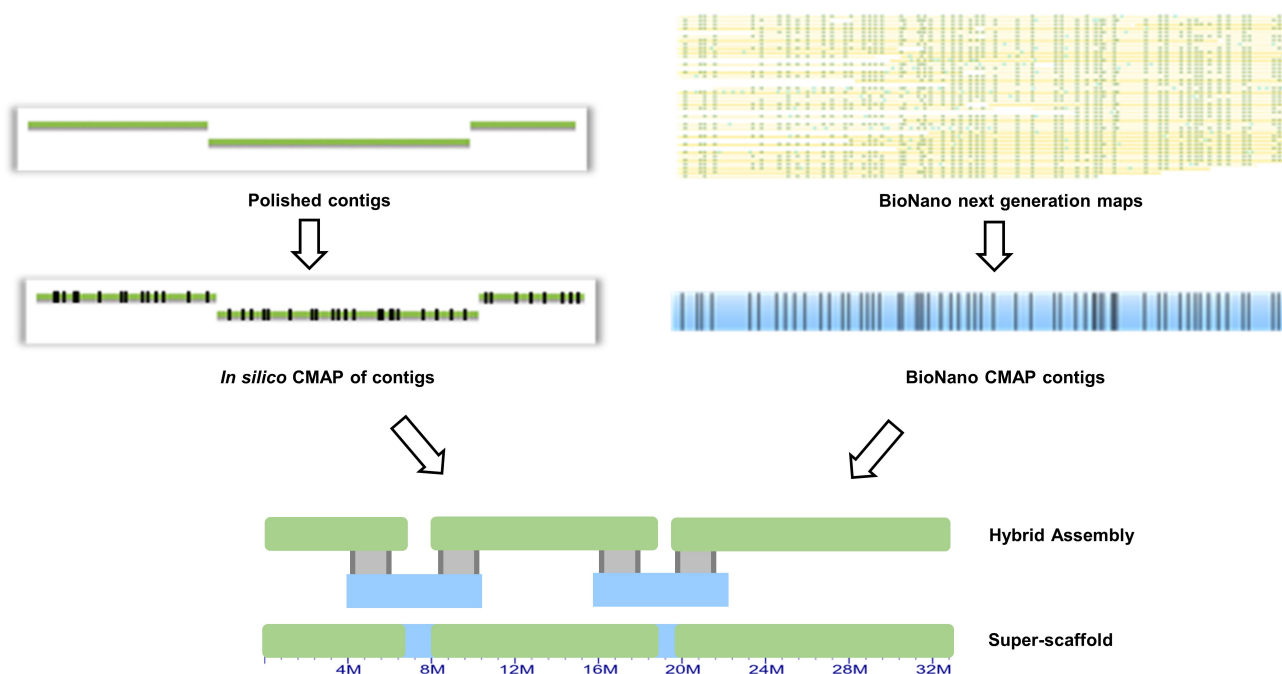 Polished contigs
BioNano next generation maps
In silico CMAP of contigs
BioNano CMAP contigs
Hybrid Assembly
Super-scaffold
4M 8M 12M 16M 20M 24M 28M 32M